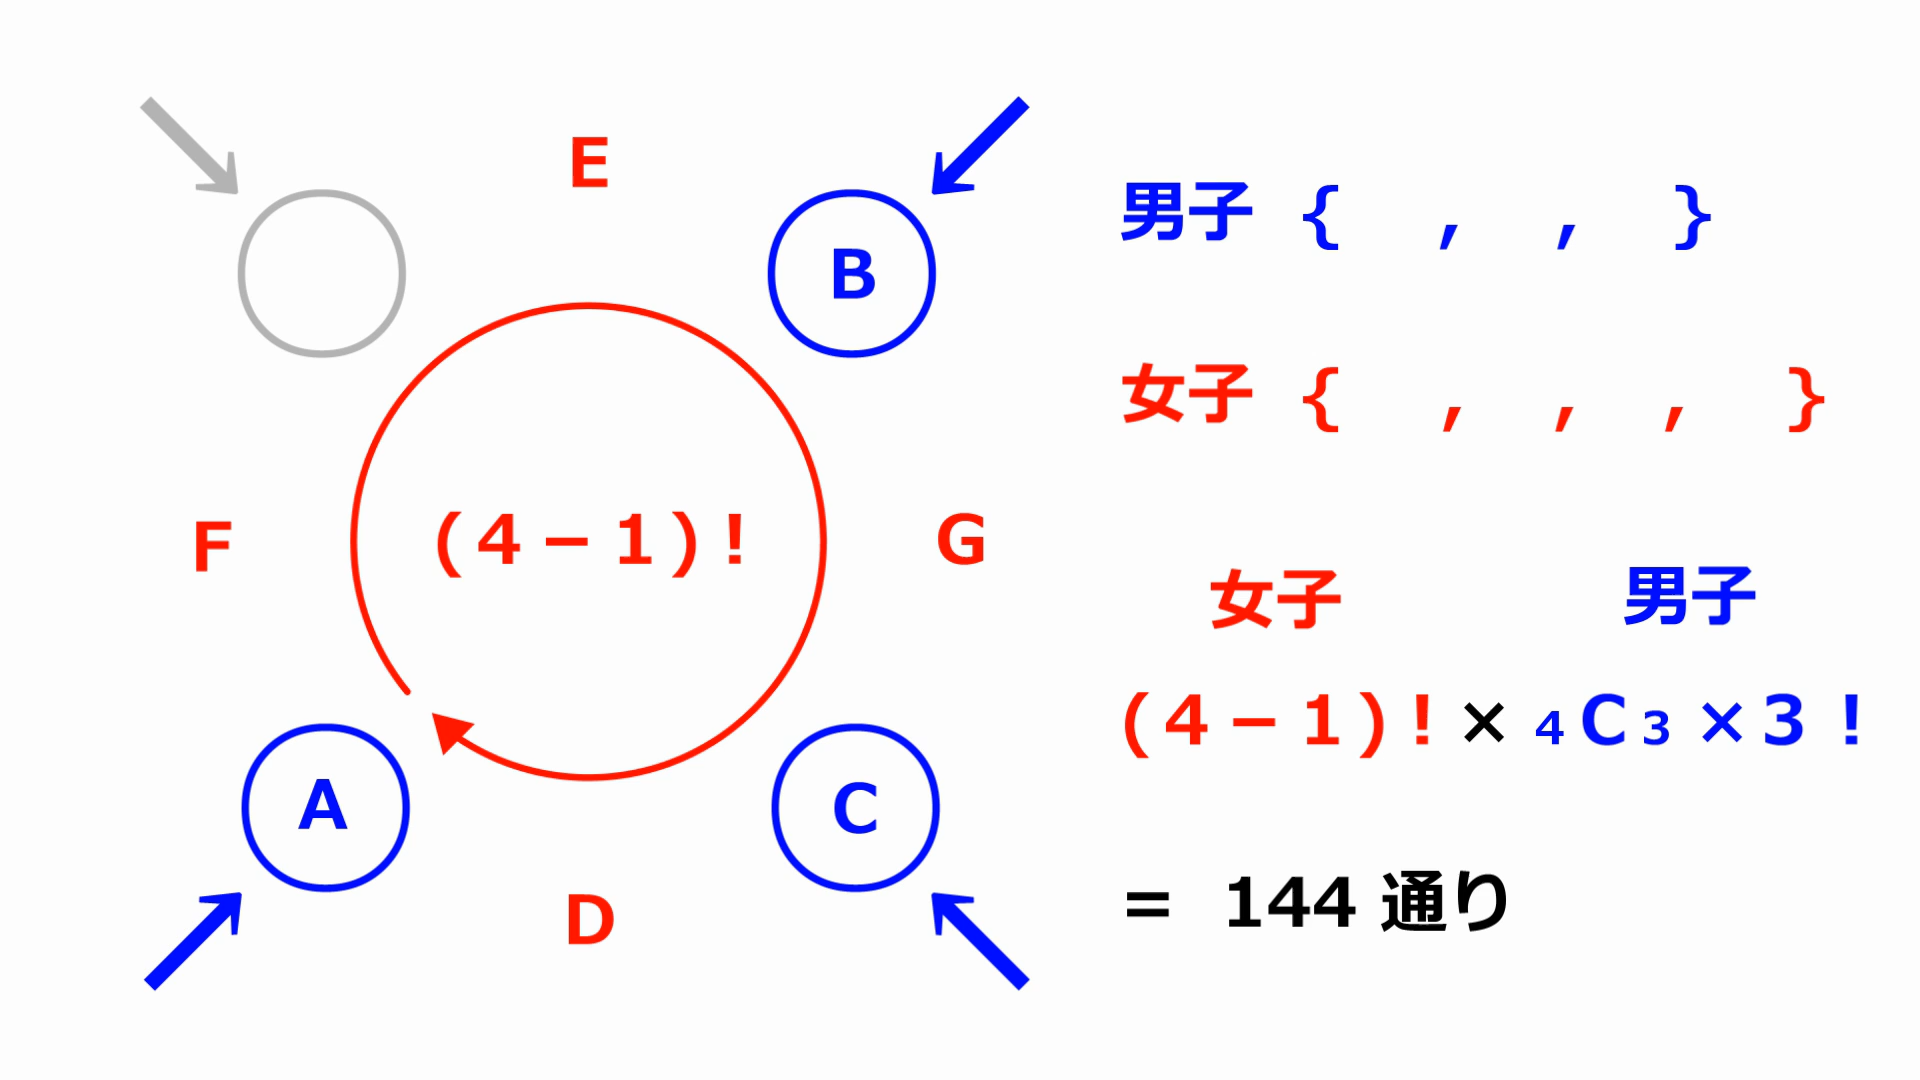 E
B
F
(4－1)!
G
A
C
D
男子 { , , }
女子 { , , , }
女子 男子
(4－1)!×₄C₃×3!
= 144 通り